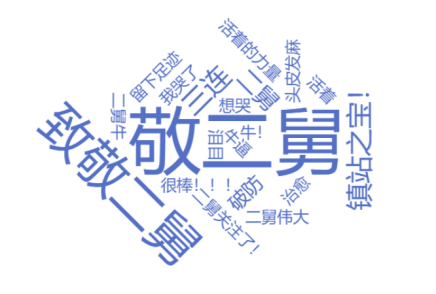 活着的力量
留下足迹
我哭了
三连
二舅
头皮发麻
活着
二舅牛
想哭
敬二舅
泪目
牛逼
牛！
镇站之宝！
致敬二舅
很棒！！！
破防
治愈
二舅关注了！
二舅伟大